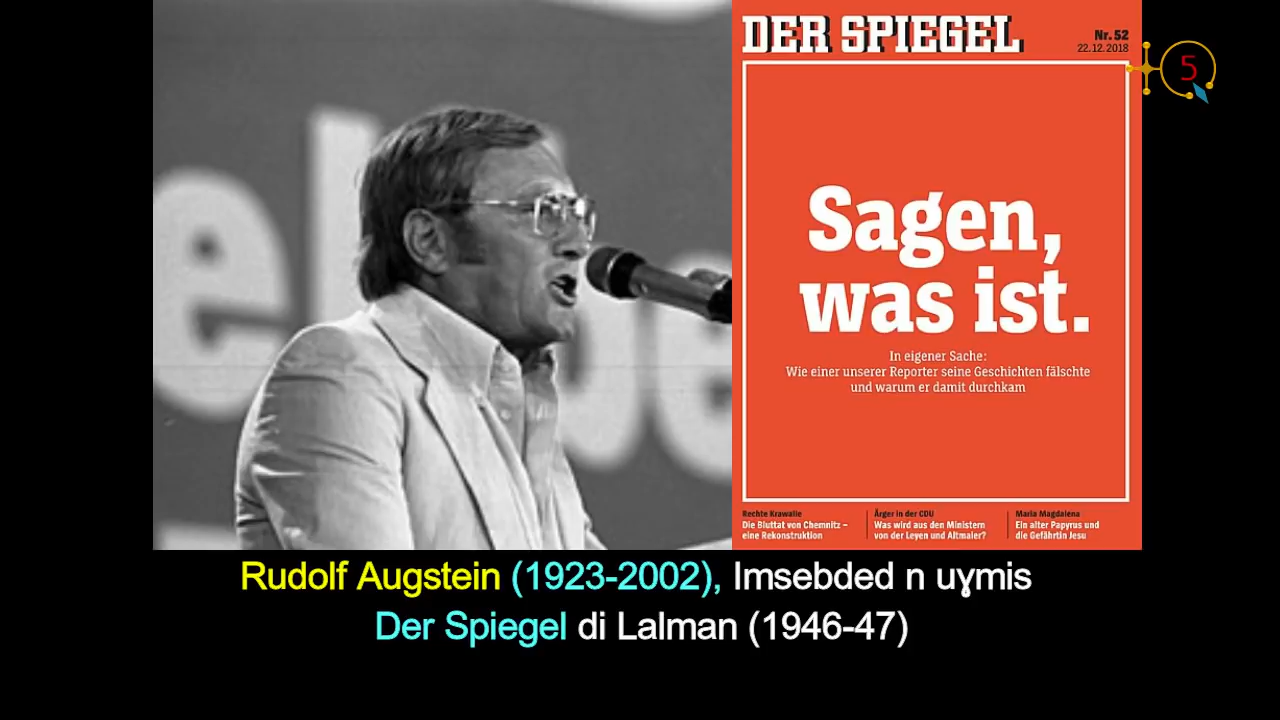 DER SPIEGEL
Nr. 52
22.12.2018
5
Sagen,
was ist.
In eigener Sache:
Wie einer unserer Reporter seine Geschichten fälschte
und warum er damit durchkam
Rechte Krawalle
Die Bluttat von Chemnitz –
eine Rekonstruktion
Ärger in der CDU
Was wird aus den Ministern
von der Leyen und Altmaier?
Maria Magdalena
Ein alter Papyrus und
die Gefährtin Jesu
Rudolf Augstein (1923-2002), Imsebded n uɣmis
Der Spiegel di Lalman (1946-47)